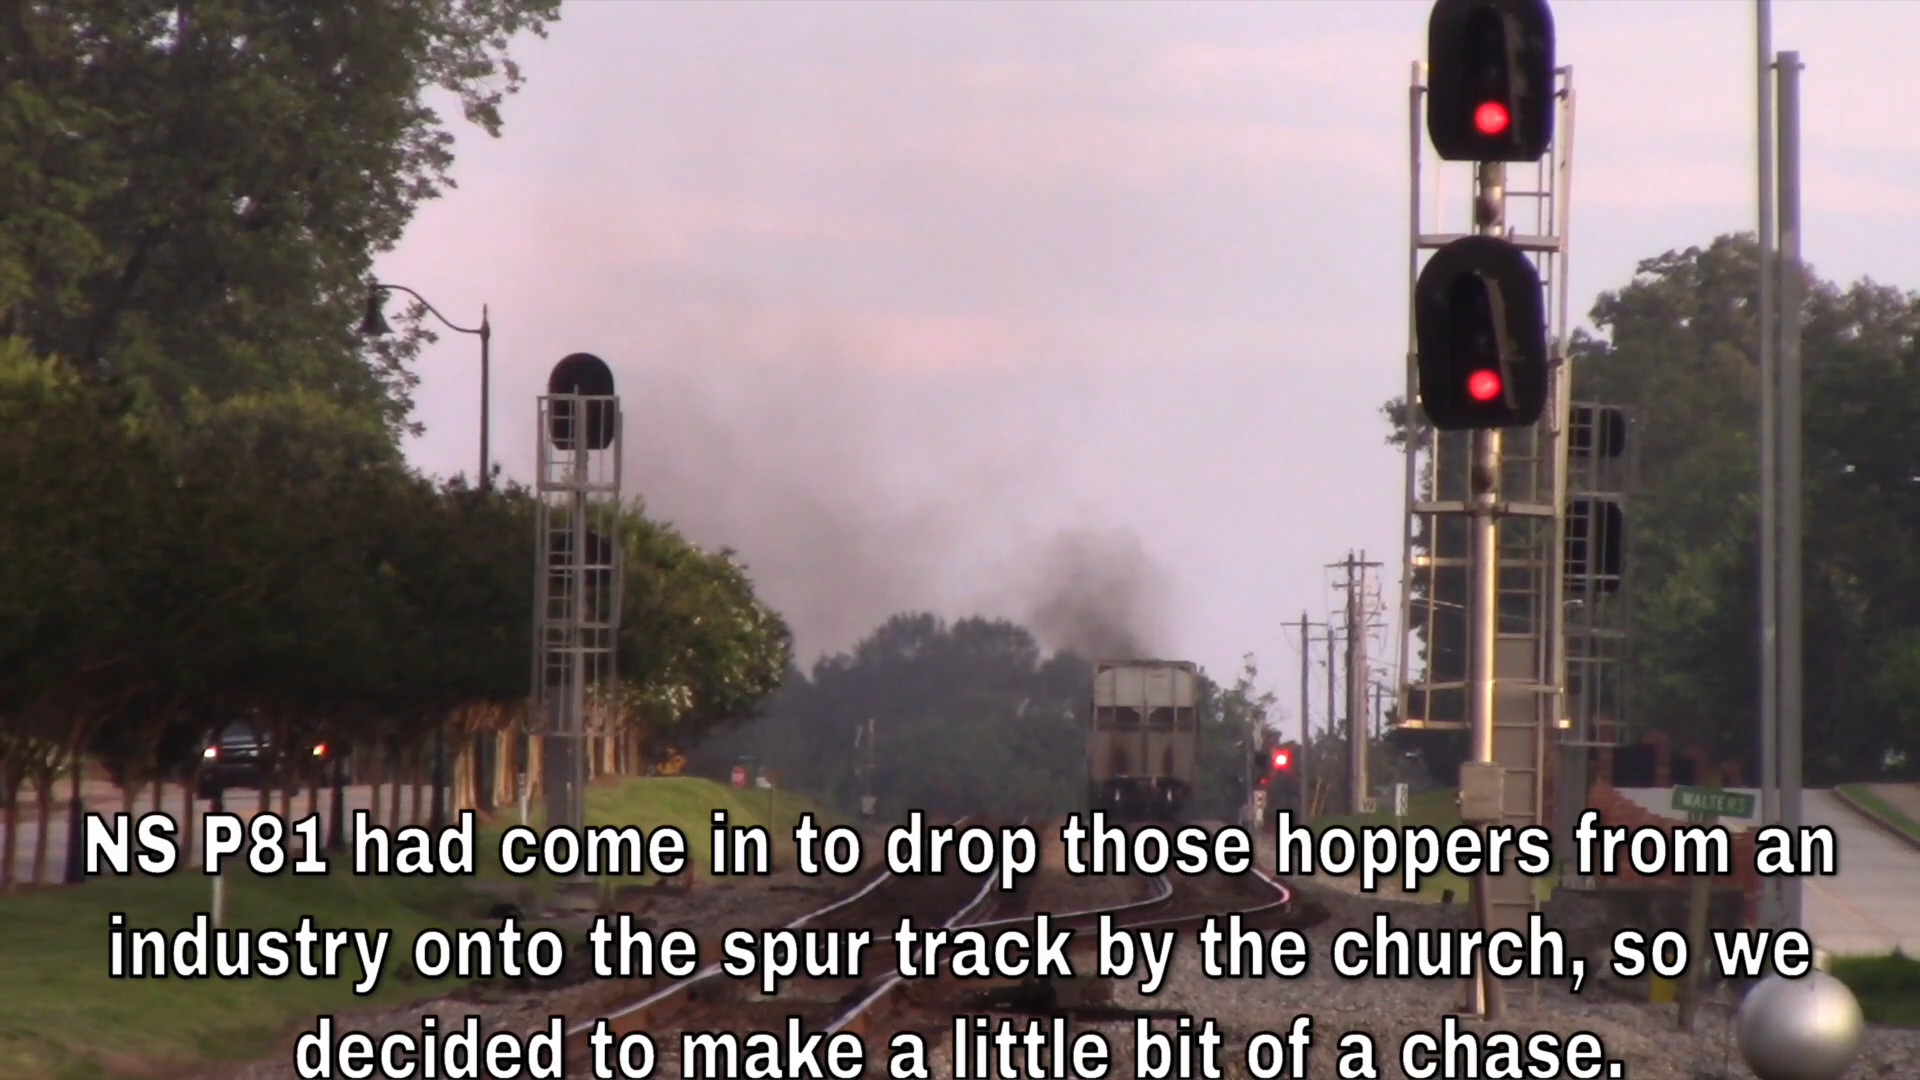 WALTERS
NS P81 had come in to drop those hoppers from an
industry onto the spur track by the church, so we
decided to make a little bit of a chase.